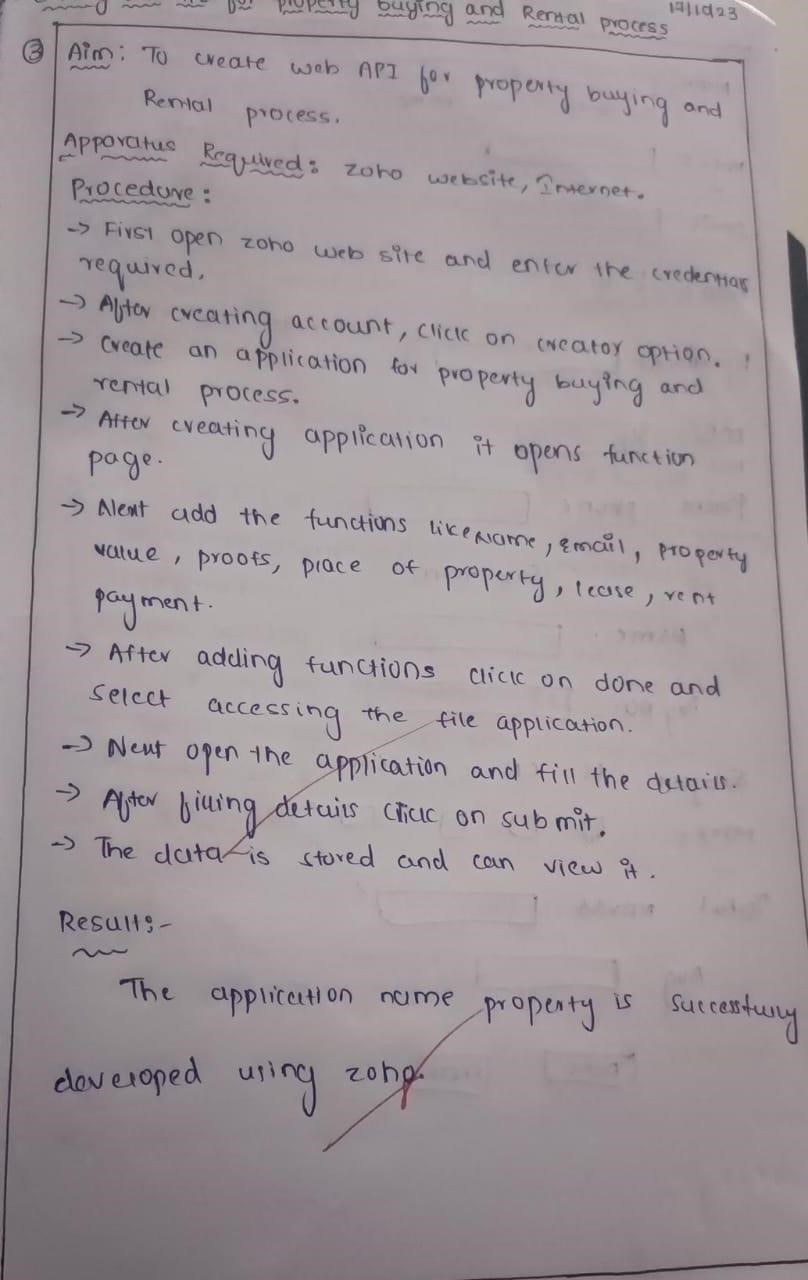 for property buying and Rental process
③ Aim: To create web API for property buying and
Rental process.
Apparatus Required: zoho website, Internet.
Procedure:
→ First open zoho web site and enter the credentials
required.
→ After creating account, click on creator option.
→ Create an application for property buying and
rental process.
→ After creating application it opens function
page.
→ Next add the functions like Name, Email, property
value, proofs, place of property, lease, rent
payment.
→ After adding functions click on done and
select accessing the file application.
→ Next open the application and fill the details.
→ After filling details click on submit.
→ The data is stored and can view it.
Result:-
The application name property is successfully
developed using zoho.